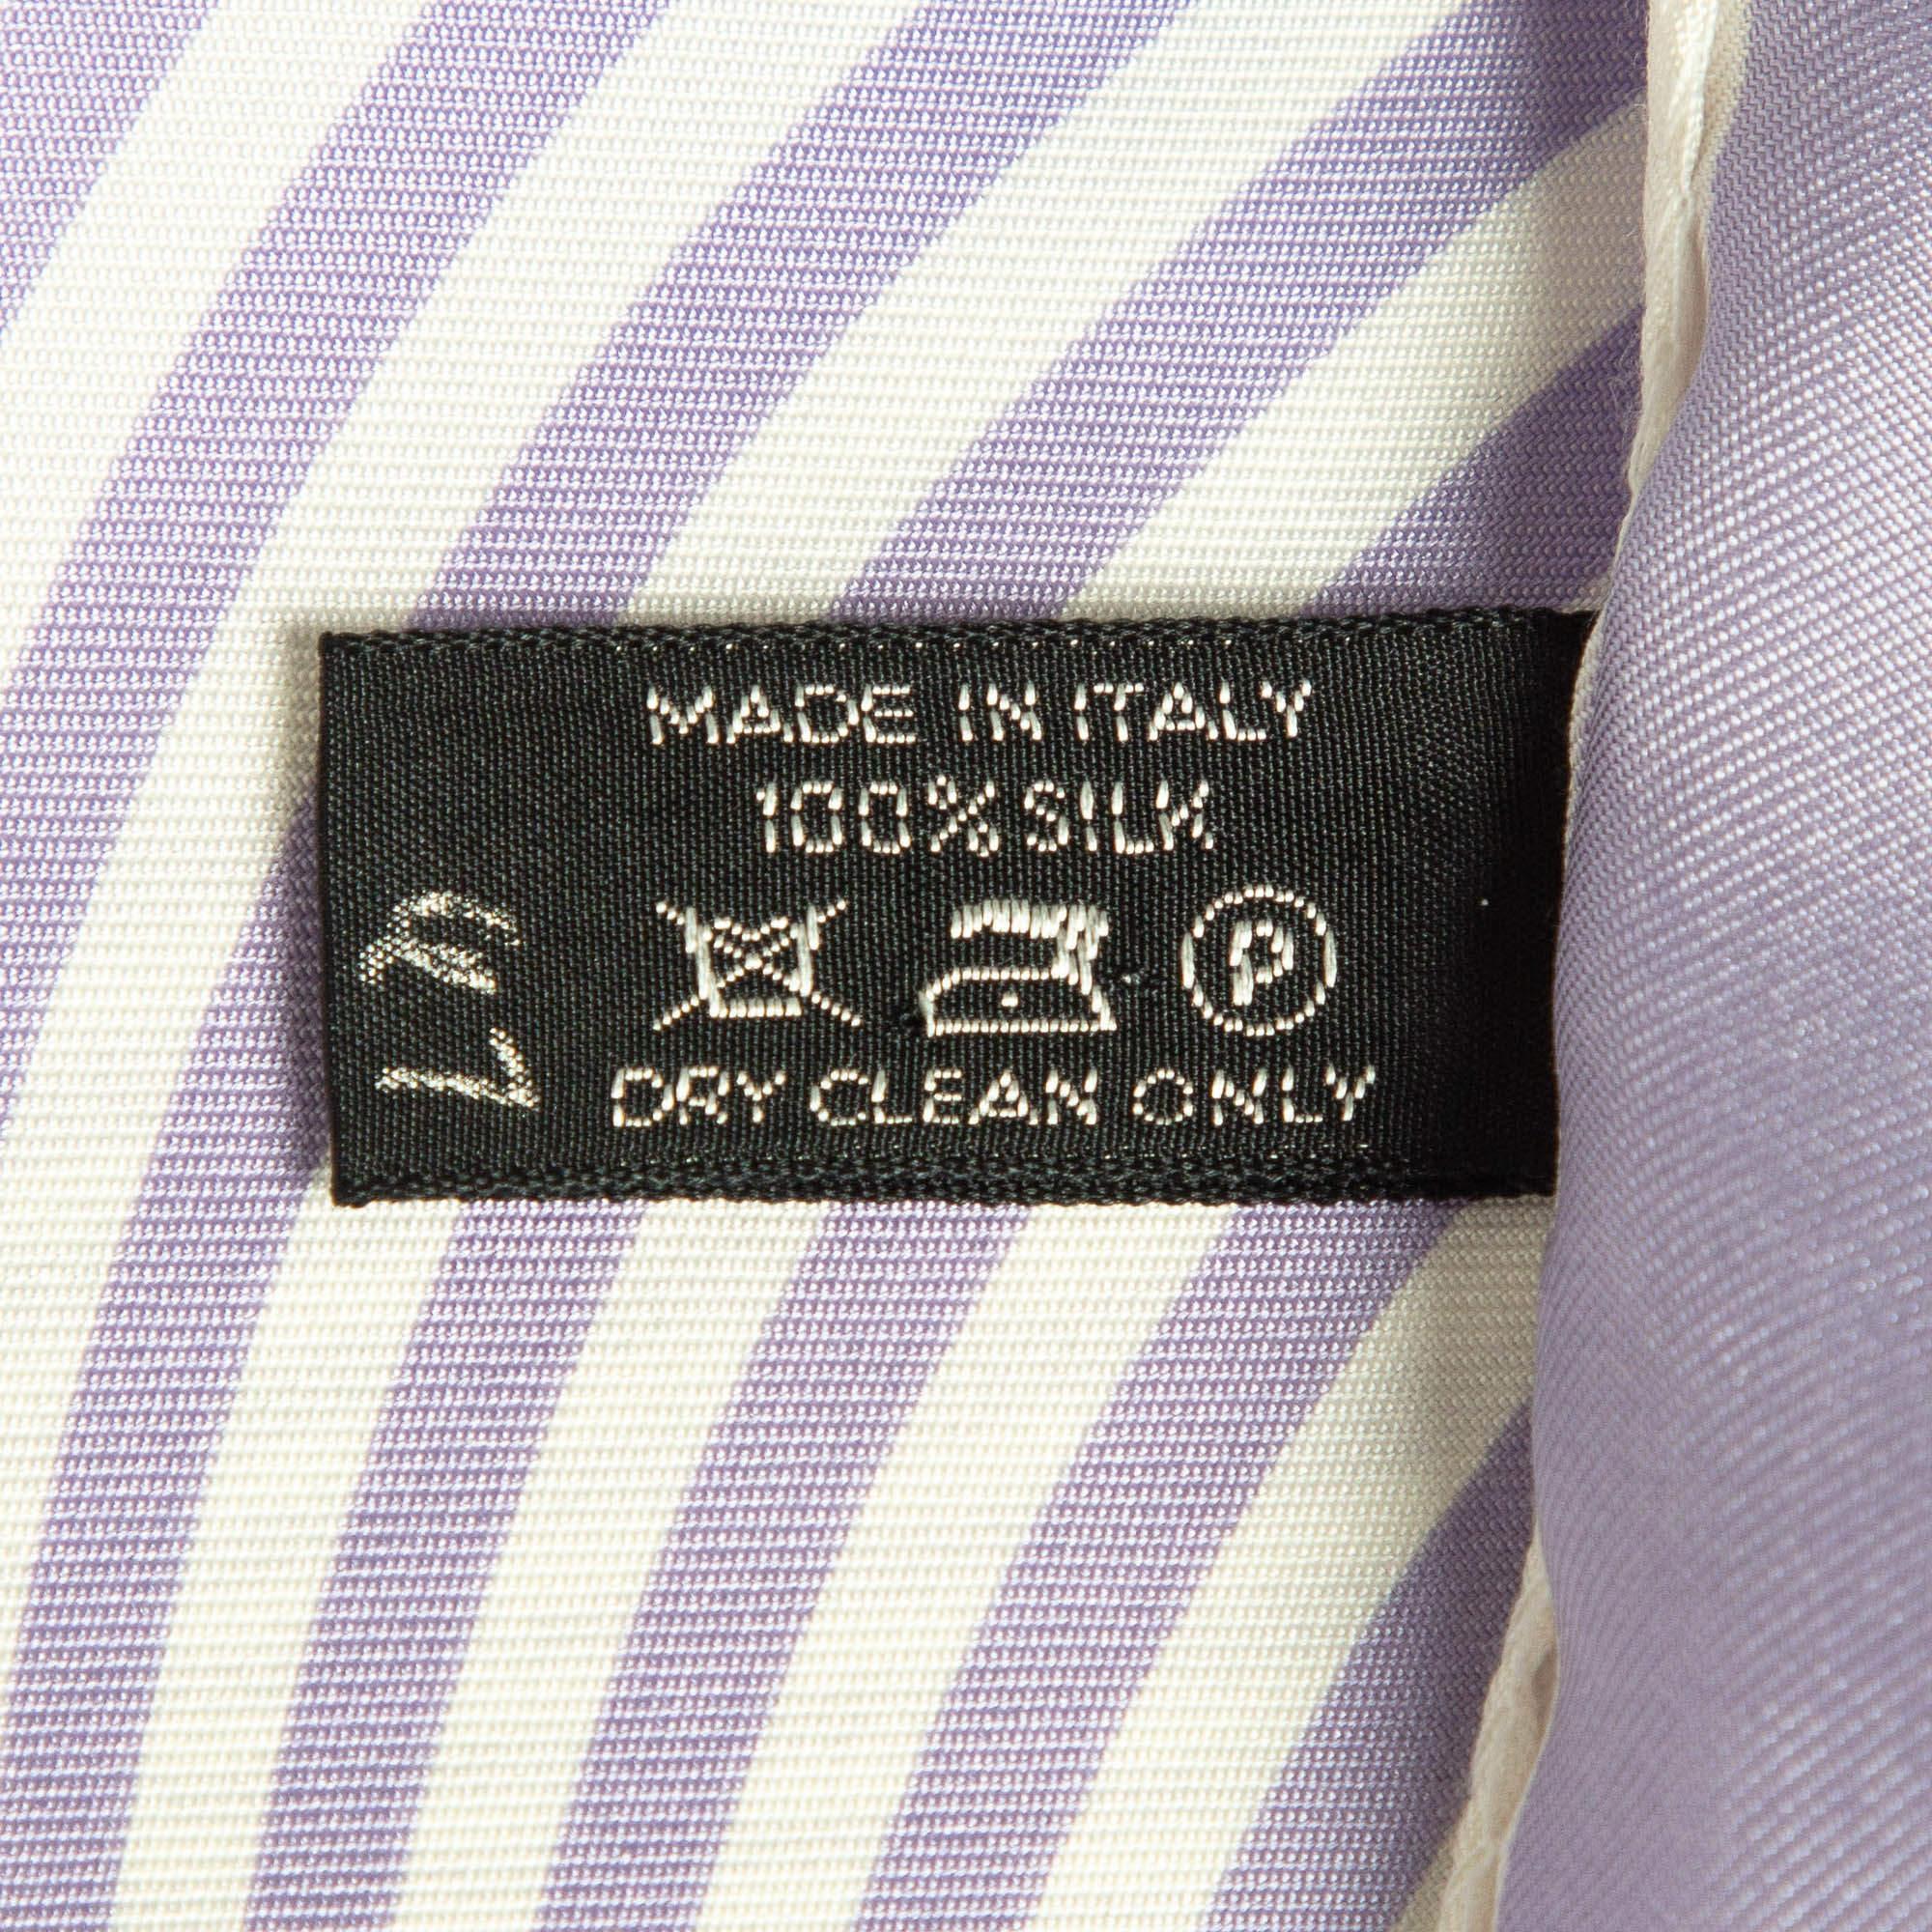 MADE IN ITALY
100% SILK
P
DRY CLEAN ONLY